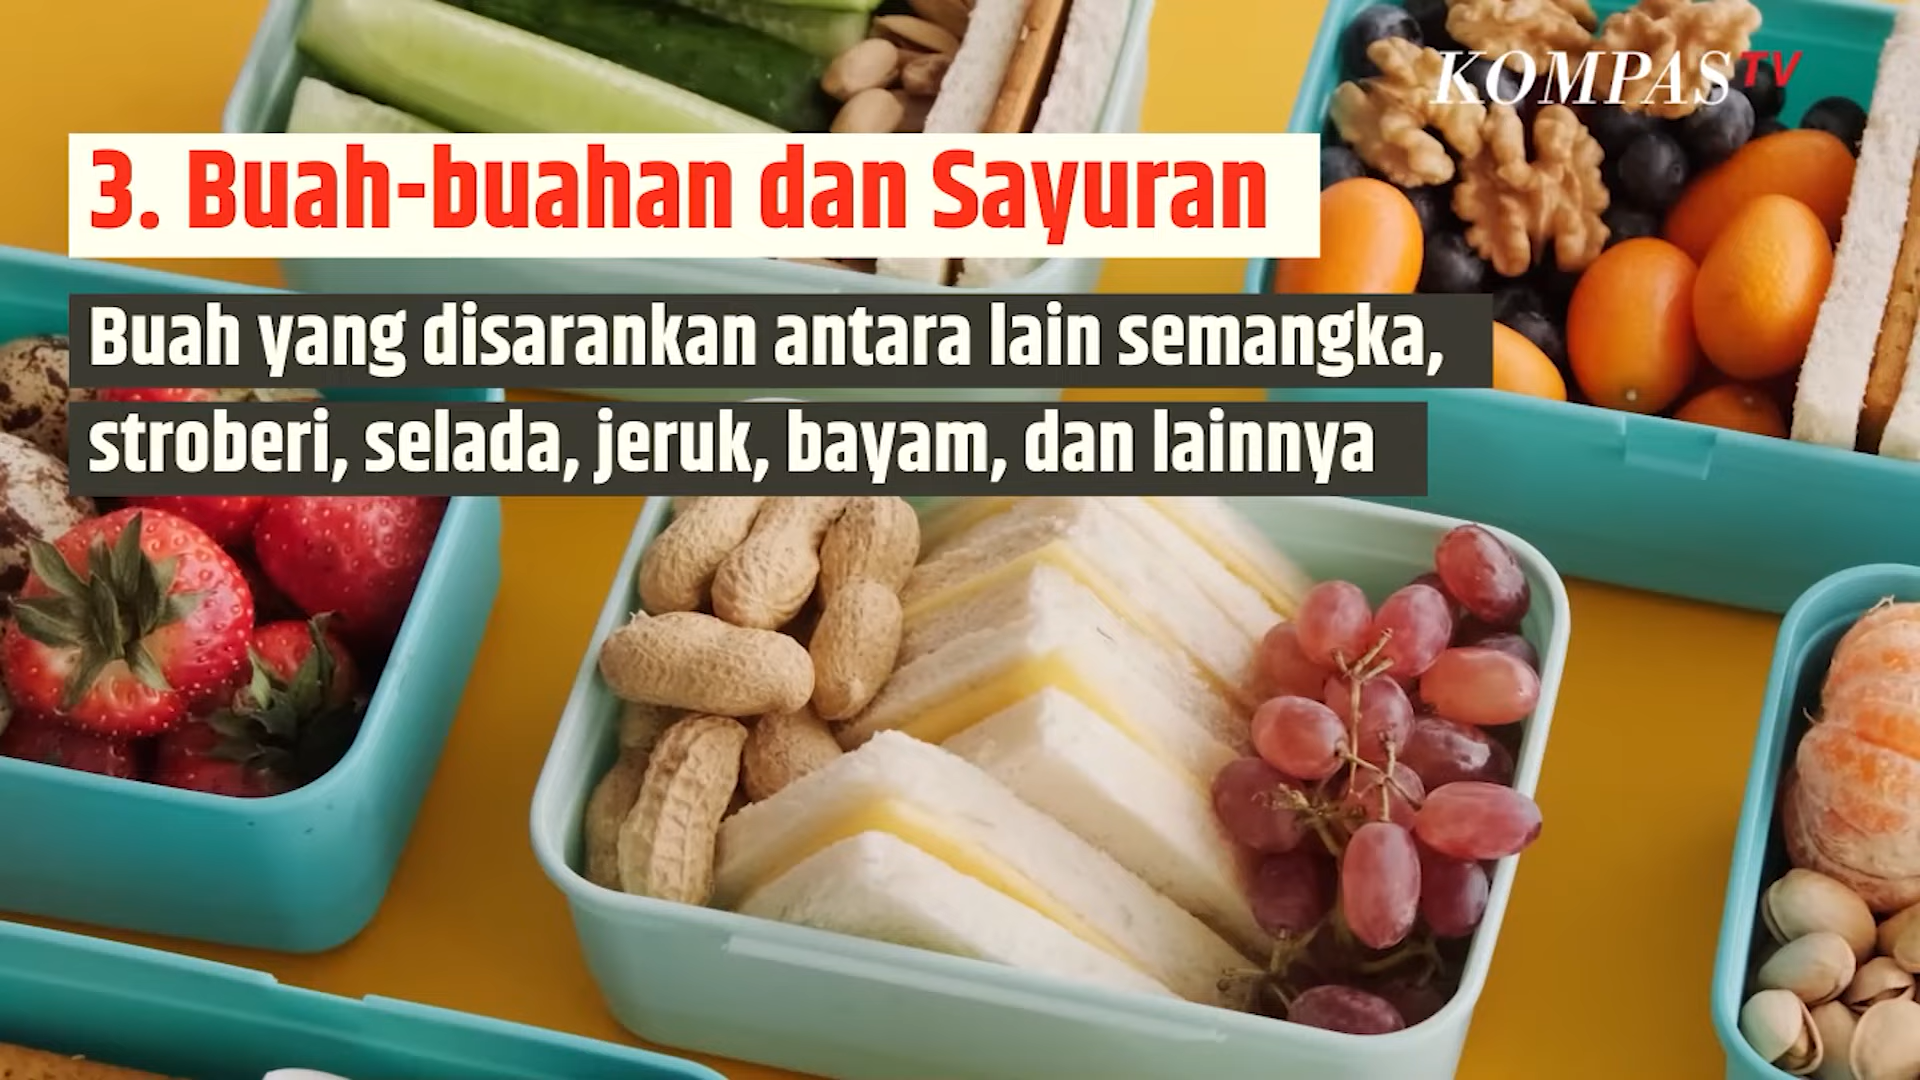 KOMPASTV
3. Buah-buahan dan Sayuran
Buah yang disarankan antara lain semangka,
stroberi, selada, jeruk, bayam, dan lainnya